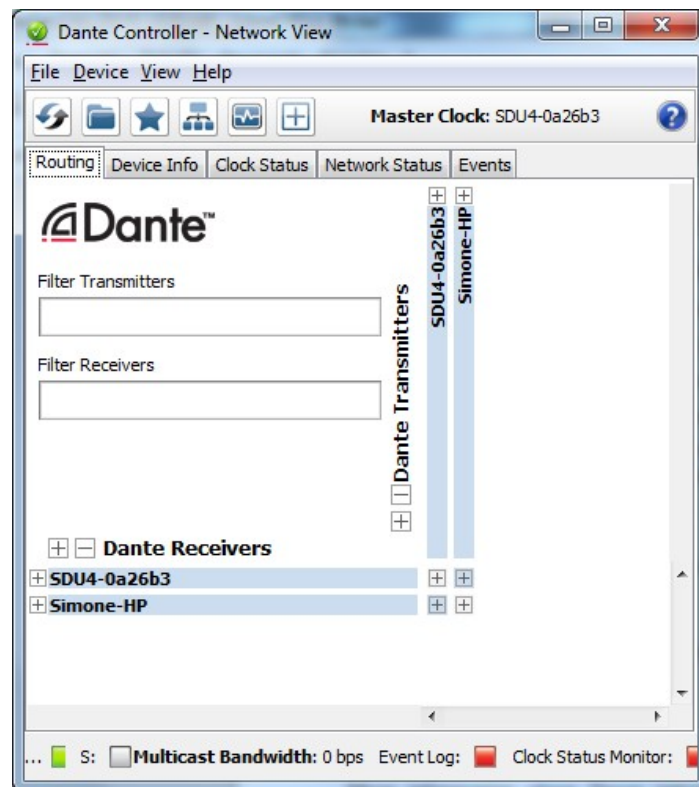 Dante Controller - Network View
File Device View Help
Master Clock: SDU4-0a26b3
Routing Device Info Clock Status Network Status Events
Dante™
Filter Transmitters
Filter Receivers
Dante Transmitters
SDU4-0a26b3
Simone-HP
Dante Receivers
SDU4-0a26b3
Simone-HP
... S: Multicast Bandwidth: 0 bps Event Log: Clock Status Monitor: